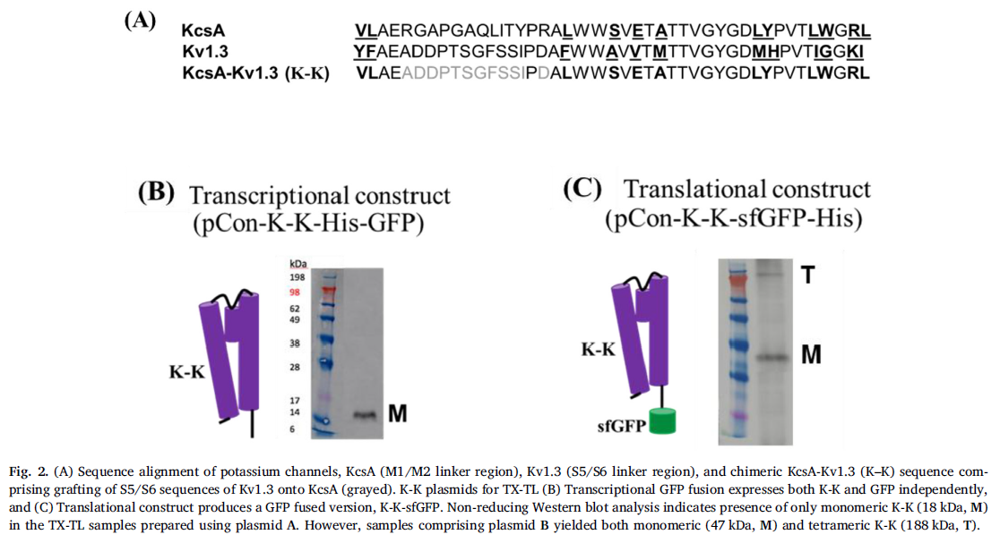 (A)
KcsA VLAERGAPGAQLITYPRALWWSVETATTVGYGDLYPVTLWGRL
Kv1.3 YFAEADDPTSGFSSIPDAFWWAVVTMTTVGYGDMHPVTIGGKI
KcsA-Kv1.3 (K-K) VLAEADDPTSGFSSIPDALWWSVETATTVGYGDLYPVTLWGRL
(B) Transcriptional construct
(pCon-K-K-His-GFP)
kDa
198
98
62
49
38
28
17
14
6
K-K
M
(C) Translational construct
(pCon-K-K-sfGFP-His)
T
K-K
M
sfGFP
Fig. 2. (A) Sequence alignment of potassium channels, KcsA (M1/M2 linker region), Kv1.3 (S5/S6 linker region), and chimeric KcsA-Kv1.3 (K–K) sequence com-
prising grafting of S5/S6 sequences of Kv1.3 onto KcsA (grayed). K-K plasmids for TX-TL (B) Transcriptional GFP fusion expresses both K-K and GFP independently,
and (C) Translational construct produces a GFP fused version, K-K-sfGFP. Non-reducing Western blot analysis indicates presence of only monomeric K-K (18 kDa, M)
in the TX-TL samples prepared using plasmid A. However, samples comprising plasmid B yielded both monomeric (47 kDa, M) and tetrameric K-K (188 kDa, T).